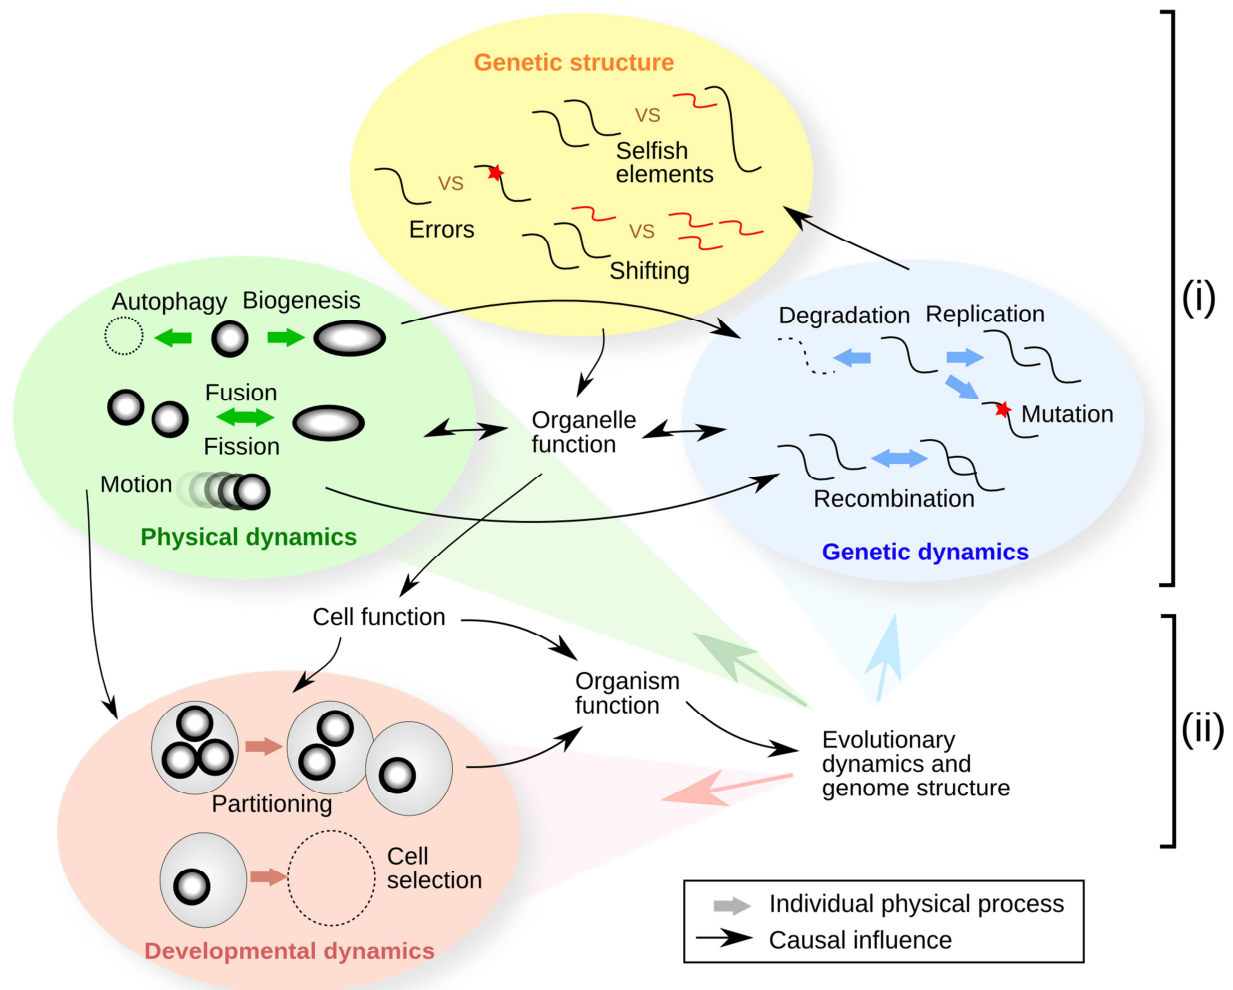 Genetic structure
VS
Selfish
elements
VS
Errors
VS
Shifting
(i)
Autophagy
Biogenesis
Fusion
Fission
Motion
Physical dynamics
Organelle
function
Degradation
Replication
Mutation
Recombination
Genetic dynamics
Cell function
Organism
function
(ii)
Evolutionary
dynamics and
genome structure
Partitioning
Cell
selection
Developmental dynamics
Individual physical process
Causal influence